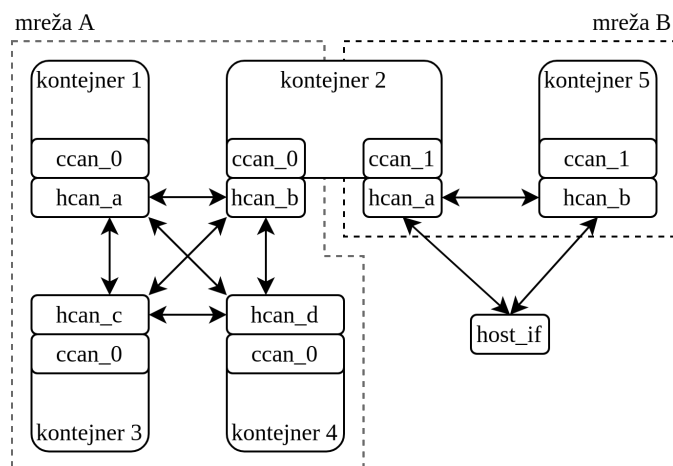 mreža A
mreža B
kontejner 1
kontejner 2
kontejner 5
ccan_0
ccan_0
ccan_1
ccan_1
hcan_a
hcan_b
hcan_a
hcan_b
hcan_c
hcan_d
host_if
ccan_0
ccan_0
kontejner 3
kontejner 4